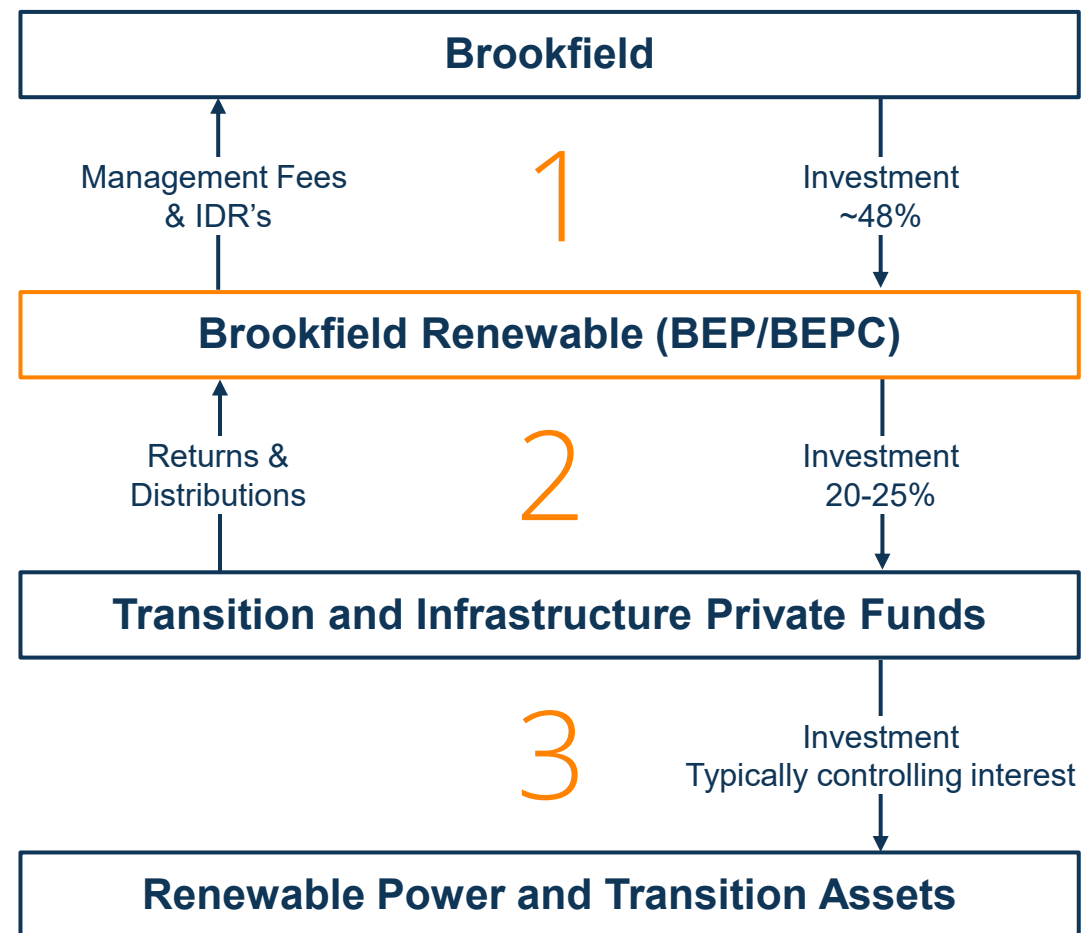 Brookfield
Management Fees
& IDR's
1
Investment
~48%
Brookfield Renewable (BEP/BEPC)
Returns &
Distributions
2
Investment
20-25%
Transition and Infrastructure Private Funds
3
Investment
Typically controlling interest
Renewable Power and Transition Assets